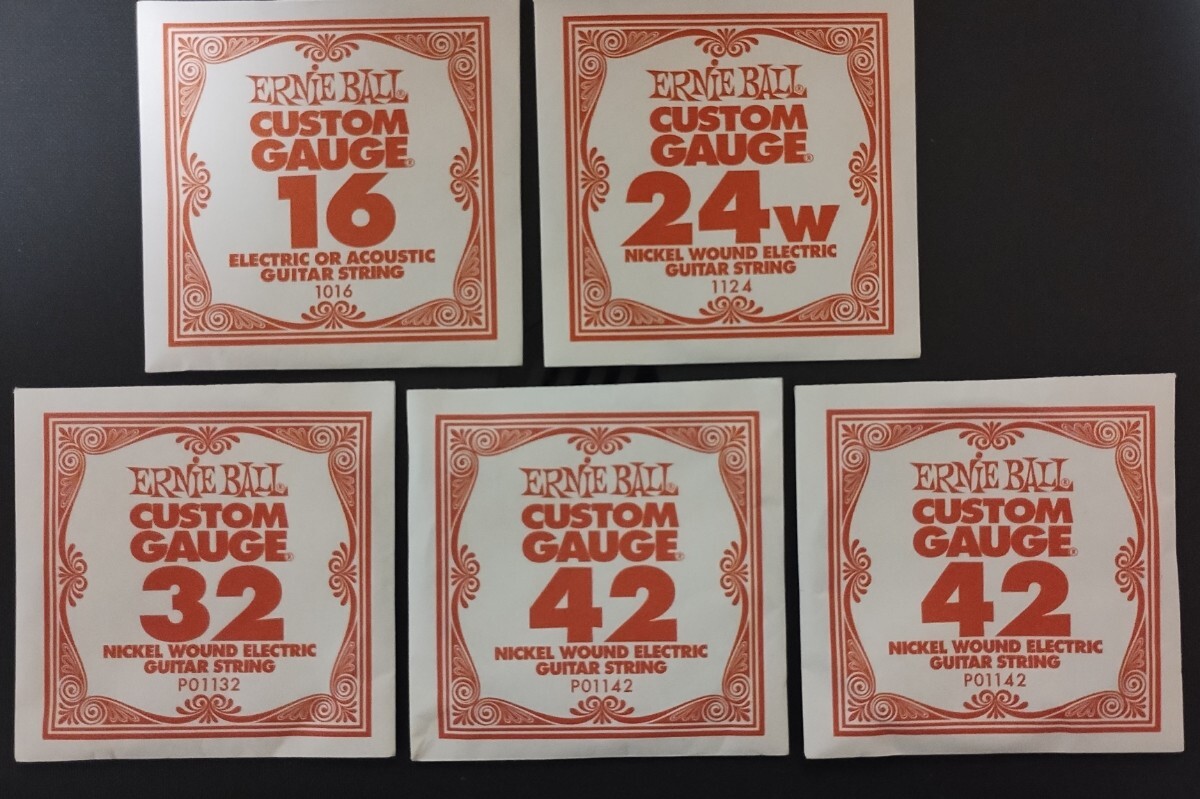 ERNIE BALL®
CUSTOM
GAUGE®
16
ELECTRIC OR ACOUSTIC
GUITAR STRING
1016
ERNIE BALL®
CUSTOM
GAUGE®
24W
NICKEL WOUND ELECTRIC
GUITAR STRING
1124
ERNIE BALL®
CUSTOM
GAUGE®
32
NICKEL WOUND ELECTRIC
GUITAR STRING
P01132
ERNIE BALL®
CUSTOM
GAUGE®
42
NICKEL WOUND ELECTRIC
GUITAR STRING
P01142
ERNIE BALL®
CUSTOM
GAUGE®
42
NICKEL WOUND ELECTRIC
GUITAR STRING
P01142